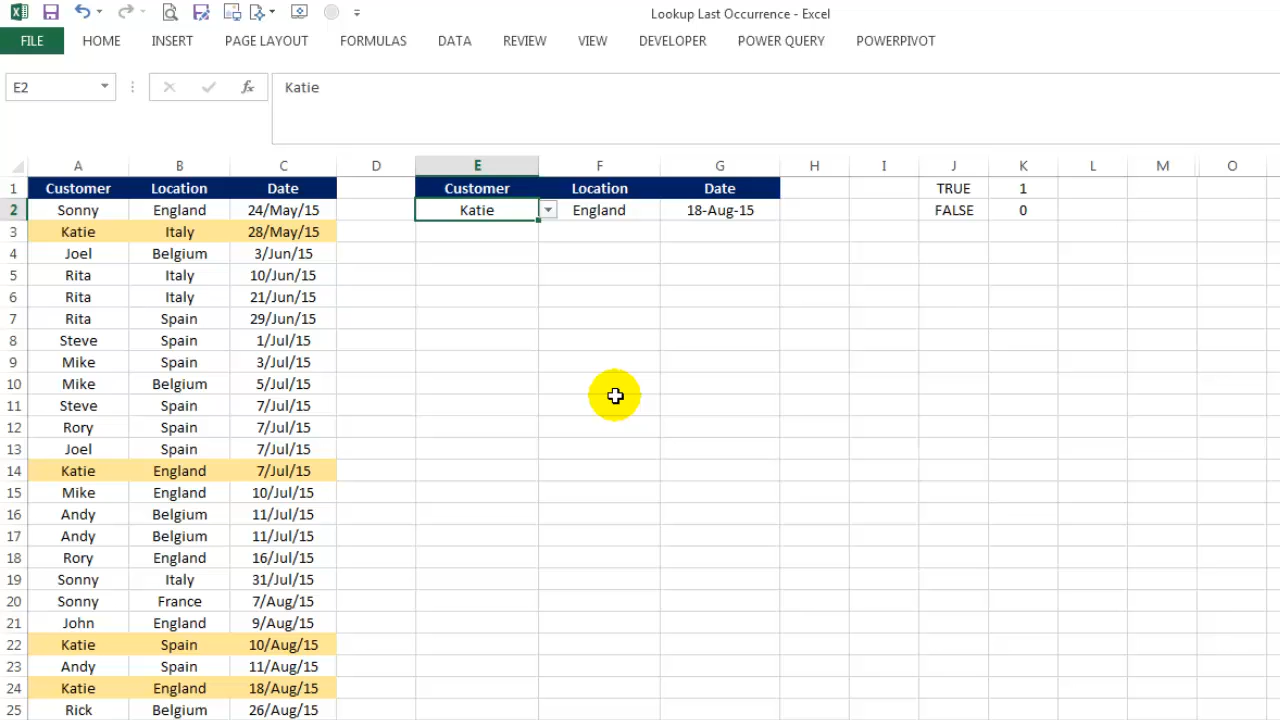 Lookup Last Occurrence - Excel
FILE HOME INSERT PAGE LAYOUT FORMULAS DATA REVIEW VIEW DEVELOPER POWER QUERY POWERPIVOT
E2 fx Katie
A B C D E F G H I J K L M O
1 Customer Location Date Customer Location Date TRUE 1
2 Sonny England 24/May/15 Katie England 18-Aug-15 FALSE 0
3 Katie Italy 28/May/15
4 Joel Belgium 3/Jun/15
5 Rita Italy 10/Jun/15
6 Rita Italy 21/Jun/15
7 Rita Spain 29/Jun/15
8 Steve Spain 1/Jul/15
9 Mike Spain 3/Jul/15
10 Mike Belgium 5/Jul/15
11 Steve Spain 7/Jul/15
12 Rory Spain 7/Jul/15
13 Joel Spain 7/Jul/15
14 Katie England 7/Jul/15
15 Mike England 10/Jul/15
16 Andy Belgium 11/Jul/15
17 Andy Belgium 11/Jul/15
18 Rory England 16/Jul/15
19 Sonny Italy 31/Jul/15
20 Sonny France 7/Aug/15
21 John England 9/Aug/15
22 Katie Spain 10/Aug/15
23 Andy Spain 11/Aug/15
24 Katie England 18/Aug/15
25 Rick Belgium 26/Aug/15